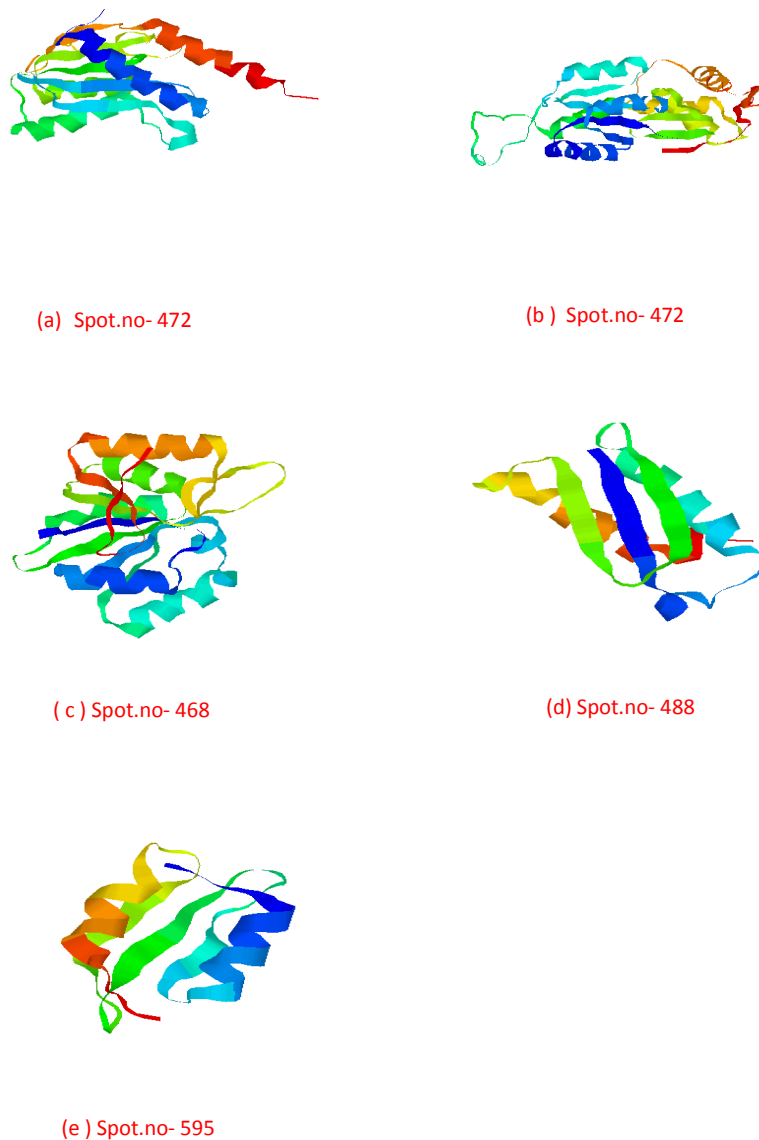 (a) Spot.no- 472
(b ) Spot.no- 472
( c ) Spot.no- 468
(d) Spot.no- 488
(e ) Spot.no- 595